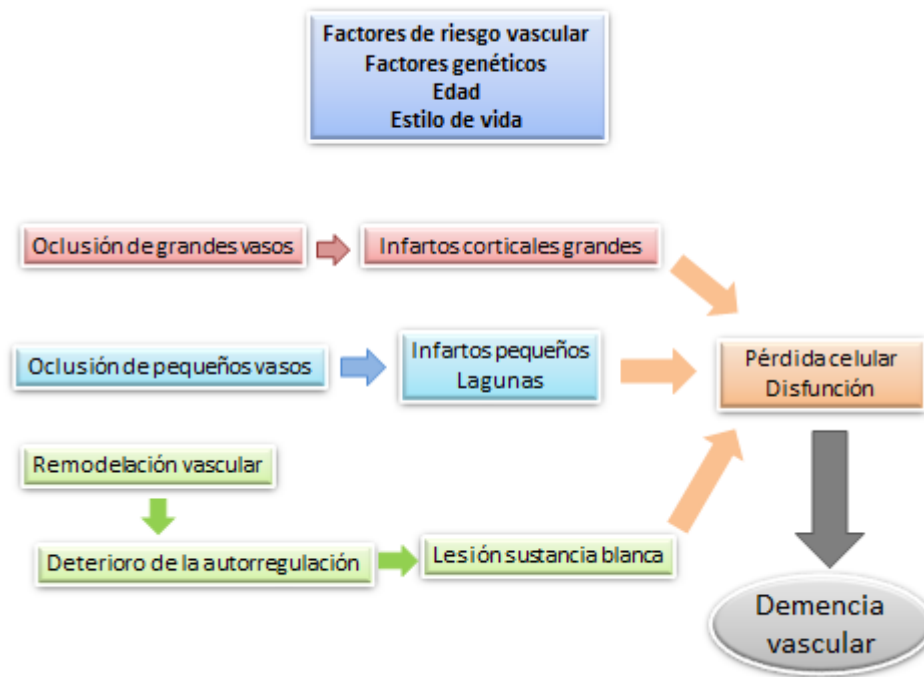 Factores de riesgo vascular
Factores genéticos
Edad
Estilo de vida
Oclusión de grandes vasos
Infartos corticales grandes
Oclusión de pequeños vasos
Infartos pequeños
Lagunas
Pérdida celular
Disfunción
Remodelación vascular
Deterioro de la autorregulación
Lesión sustancia blanca
Demencia
vascular